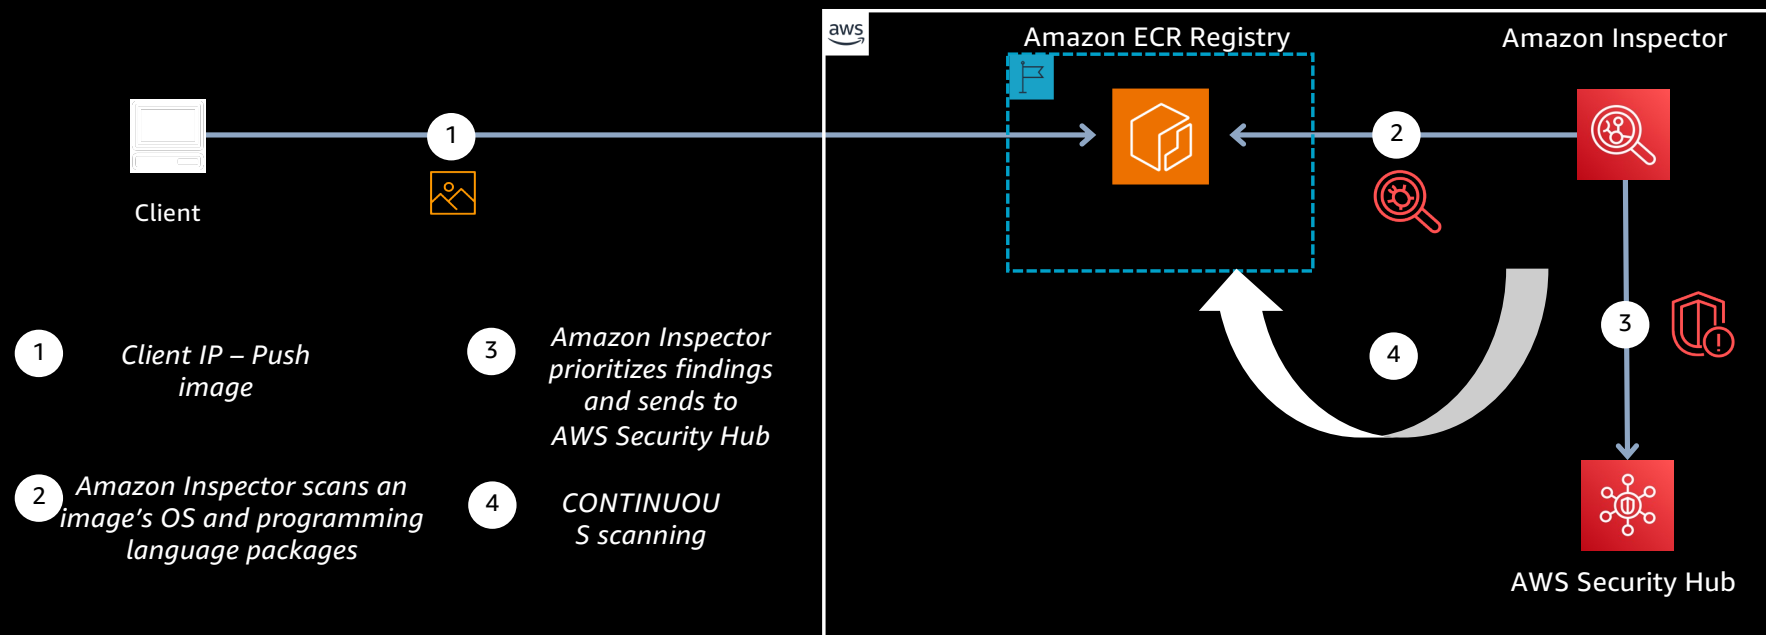 aws
Amazon ECR Registry
Amazon Inspector
1
2
Client
3
4
1
Client IP – Push
image
3
Amazon Inspector
prioritizes findings
and sends to
AWS Security Hub
2
Amazon Inspector scans an
image’s OS and programming
language packages
4
CONTINUOU
S scanning
AWS Security Hub